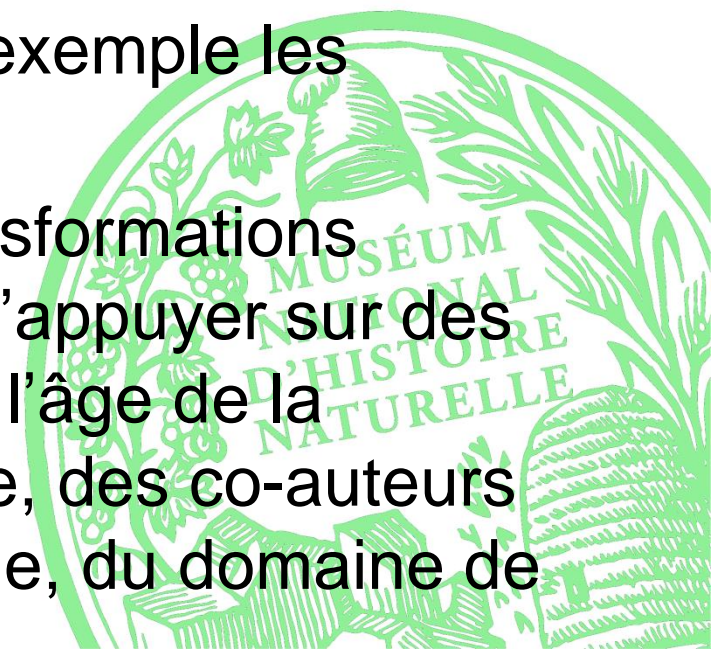 exemple les
sformations
'appuyer sur des
l'âge de la
e, des co-auteurs
e, du domaine de
MUSÉUM
NATIONAL
D'HISTOIRE
NATURELLE